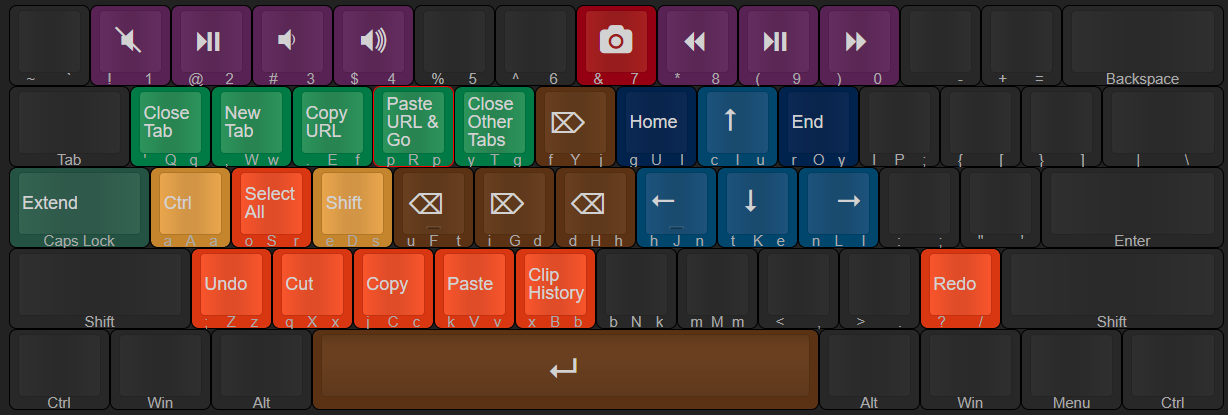 ~ ` ! 1 @ 2 # 3 $ 4 % 5 ^ 6 & 7 * 8 ( 9 ) 0 - + = Backspace
Close New Copy Paste Close
Tab Tab URL URL & Other
Go Tabs
Home End
Tab ' Q q , W w . E f p R p y T g f Y j g U l c I u r O y l P ; { [ } ] | \
Extend Ctrl Select Shift
All
Caps Lock a A a o S r e D s u F t i G d d H h h J n t K e n L i : ; " ' Enter
Undo Cut Copy Paste Clip Redo
History
Shift ; Z z q X x j C c k V v x B b b N k m M m < , > . ? / Shift
Ctrl Win Alt Alt Win Menu Ctrl